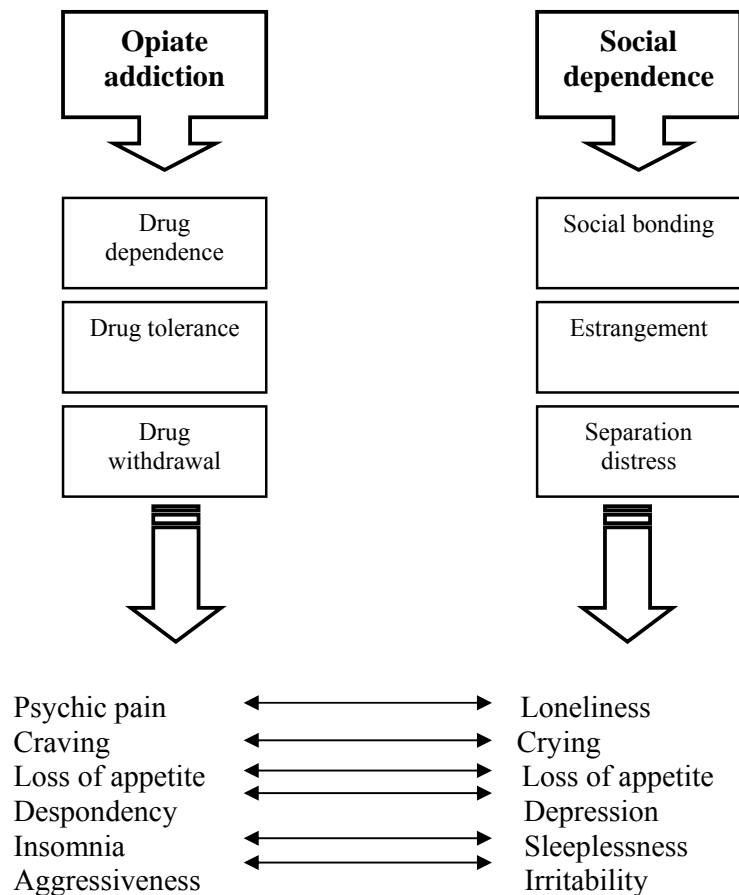 Opiate
addiction
Social
dependence
Drug
dependence
Social bonding
Drug tolerance
Estrangement
Drug
withdrawal
Separation
distress
Psychic pain
Loneliness
Craving
Crying
Loss of appetite
Loss of appetite
Despondency
Depression
Insomnia
Sleeplessness
Aggressiveness
Irritability